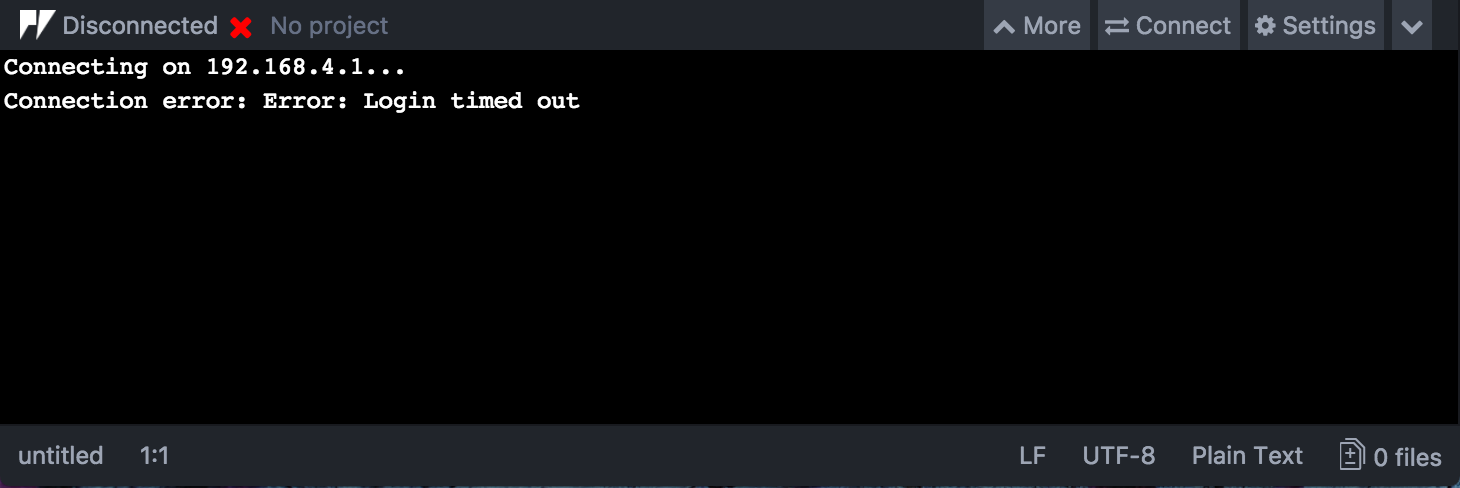 Disconnected No project More Connect Settings
Connecting on 192.168.4.1...
Connection error: Error: Login timed out
untitled 1:1 LF UTF-8 Plain Text 0 files